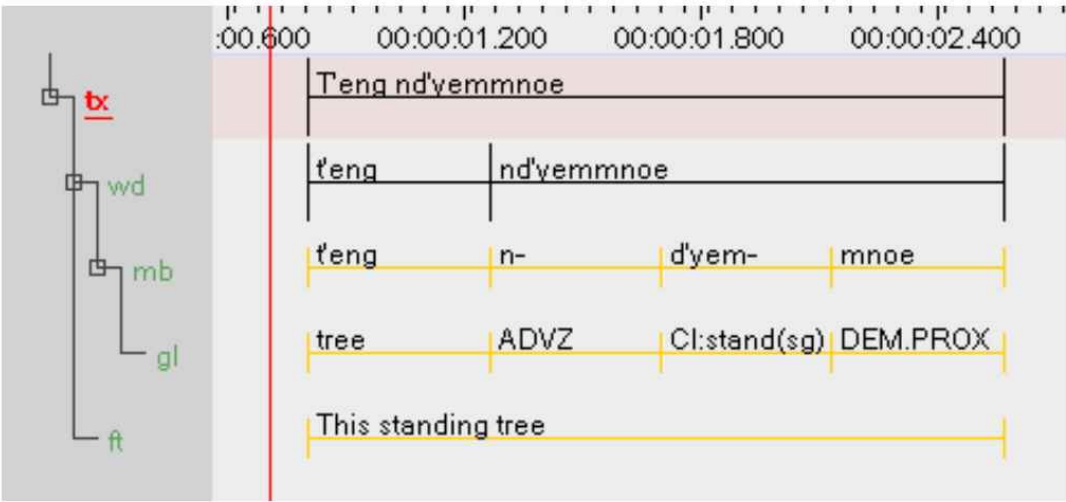 :00.600 00:00:01.200 00:00:01.800 00:00:02.400
tx T'eng nd'yemmnoe
wd t'eng nd'yemmnoe
mb t'eng n- d'yem- mnoe
gl tree ADVZ Cl:stand(sg) DEM.PROX
ft This standing tree